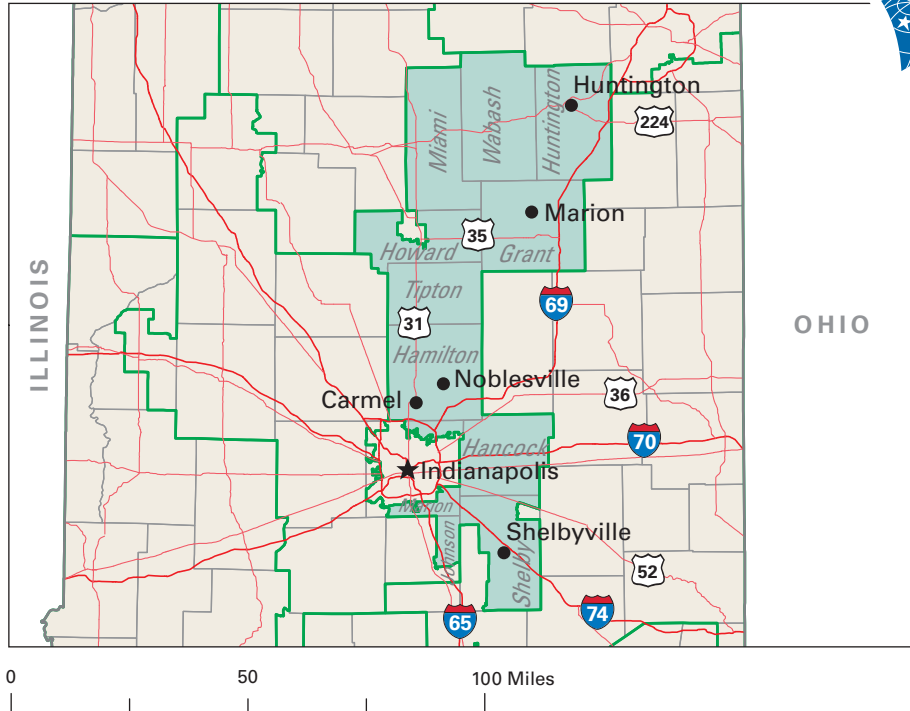 Huntington
224
Miami
Wabash
Huntington
Marion
35
Howard
Grant
Tipton
69
31
ILLINOIS
OHIO
Hamilton
Noblesville
Carmel
36
70
Hancock
Indianapolis
Marion
Johnson
Shelbyville
Shelby
52
65
74
0 50 100 Miles